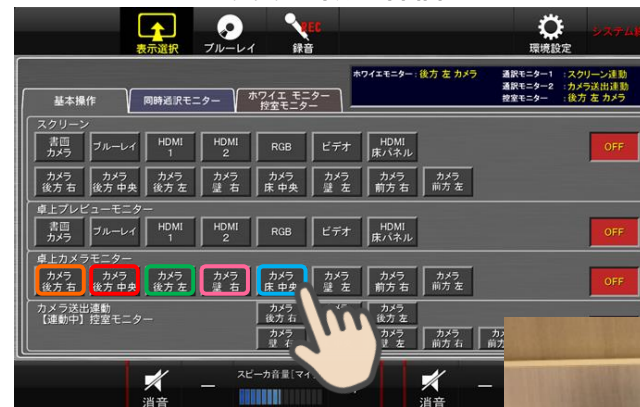 REC
表示選択
ブルーレイ
録音
環境設定
ホワイエモニター：後方 左 カメラ
通訳モニター1 ：スクリーン連動
通訳モニター2 ：カメラ送出連動
控室モニター ：後方 左 カメラ
基本操作
同時通訳モニター
ホワイエ モニター
控室モニター
スクリーン
書画
カメラ
ブルーレイ
HDMI
1
HDMI
2
RGB
ビデオ
HDMI
床パネル
OFF
カメラ
後方 右
カメラ
後方 中央
カメラ
後方 左
カメラ
壁 右
カメラ
床 中央
カメラ
壁 左
カメラ
前方 右
カメラ
前方 左
卓上プレビューモニター
書画
カメラ
ブルーレイ
HDMI
1
HDMI
2
RGB
ビデオ
HDMI
床パネル
OFF
卓上カメラモニター
カメラ
後方 右
カメラ
後方 中央
カメラ
後方 左
カメラ
壁 右
カメラ
床 中央
カメラ
壁 左
カメラ
前方 右
カメラ
前方 左
OFF
カメラ送出連動
【連動中】控室モニター
カメラ
後方 右
カメラ
後方 左
カメラ
壁 右
カメラ
壁 左
カメラ
前方 右
スピーカ音量[マイ
消音
消音